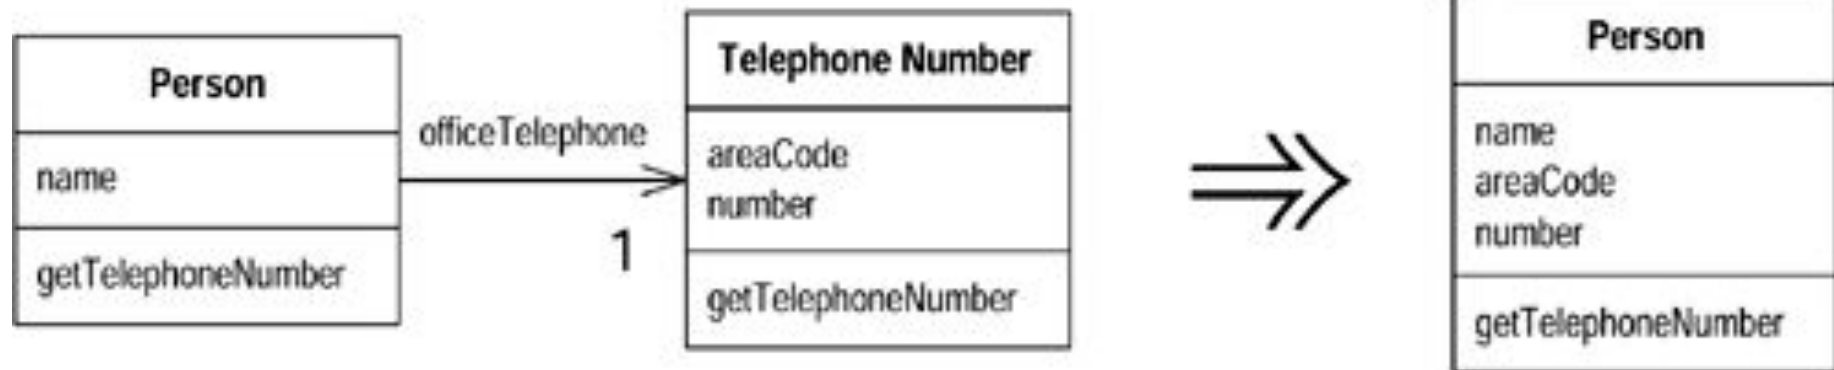 Person
name
getTelephoneNumber
officeTelephone
1
Telephone Number
areaCode
number
getTelephoneNumber
Person
name
areaCode
number
getTelephoneNumber